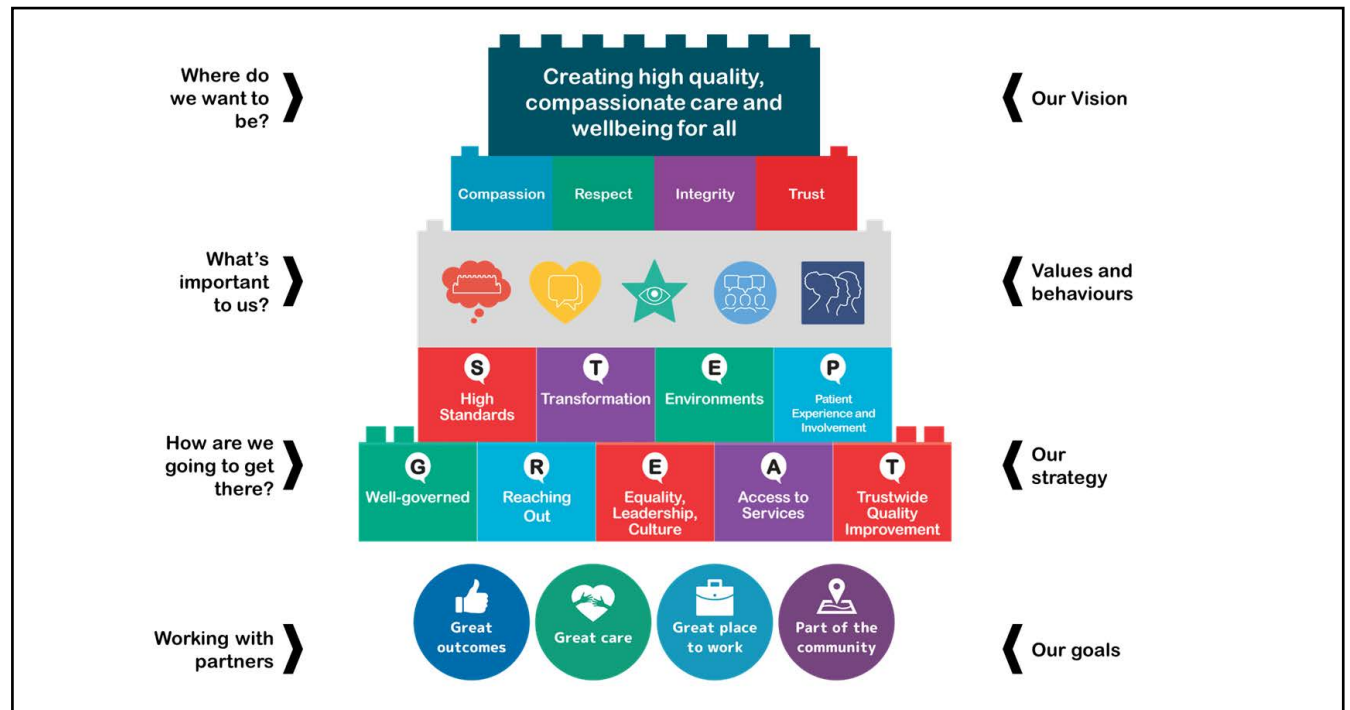 Where do
we want to
be?
Creating high quality,
compassionate care and
wellbeing for all
Our Vision
Compassion
Respect
Integrity
Trust
What's
important
to us?
Values and
behaviours
S
High
Standards
T
Transformation
E
Environments
P
Patient
Experience and
Involvement
How are we
going to get
there?
G
Well-governed
R
Reaching
Out
E
Equality,
Leadership,
Culture
A
Access to
Services
T
Trustwide
Quality
Improvement
Our
strategy
Working with
partners
Great
outcomes
Great care
Great place
to work
Part of the
community
Our goals